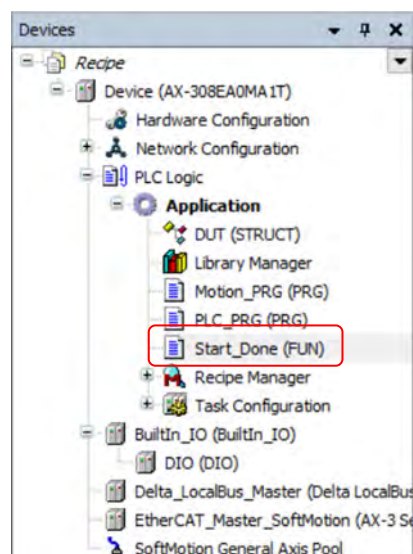 Devices
Recipe
Device (AX-308EA0MA1T)
Hardware Configuration
Network Configuration
PLC Logic
Application
DUT (STRUCT)
Library Manager
Motion_PRG (PRG)
PLC_PRG (PRG)
Start_Done (FUN)
Recipe Manager
Task Configuration
BuiltIn_IO (BuiltIn_IO)
DIO (DIO)
Delta_LocalBus_Master (Delta LocalBus
EtherCAT_Master_SoftMotion (AX-3 Se
SoftMotion General Axis Pool